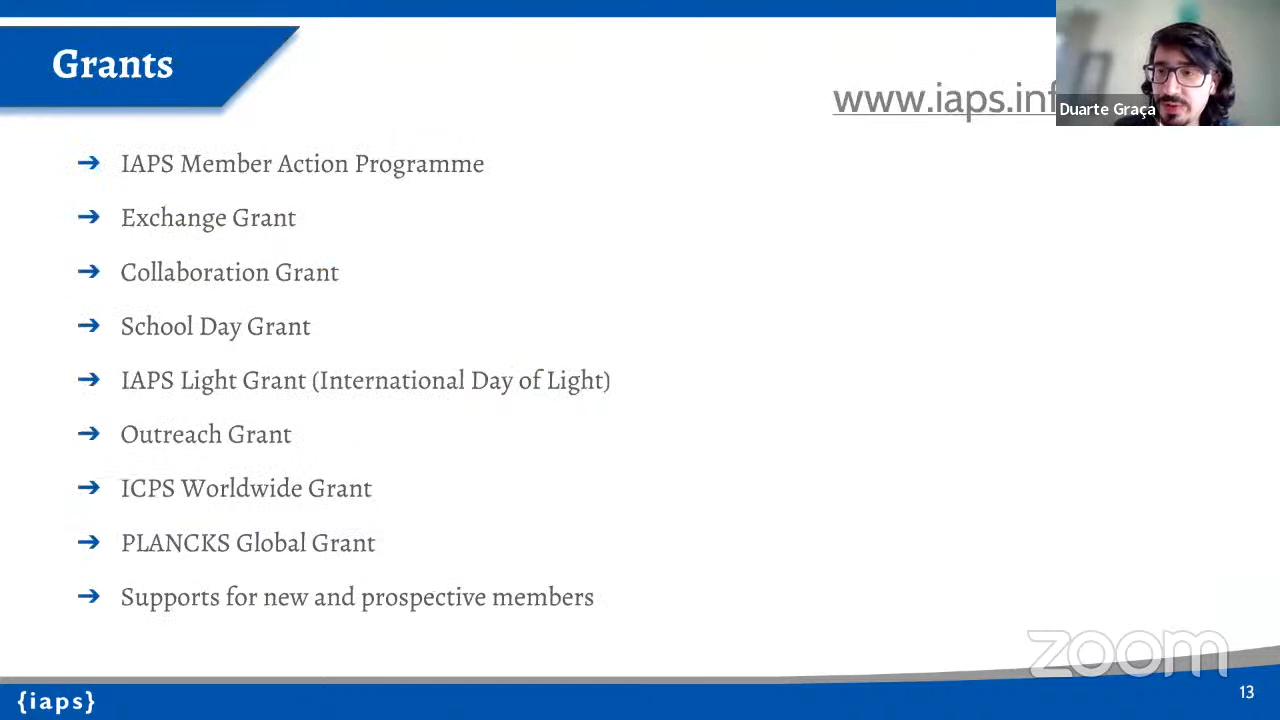 Grants
www.iaps.inf
Duarte Graça
➔ IAPS Member Action Programme
➔ Exchange Grant
➔ Collaboration Grant
➔ School Day Grant
➔ IAPS Light Grant (International Day of Light)
➔ Outreach Grant
➔ ICPS Worldwide Grant
➔ PLANCKS Global Grant
➔ Supports for new and prospective members
zoom
{iaps}
13